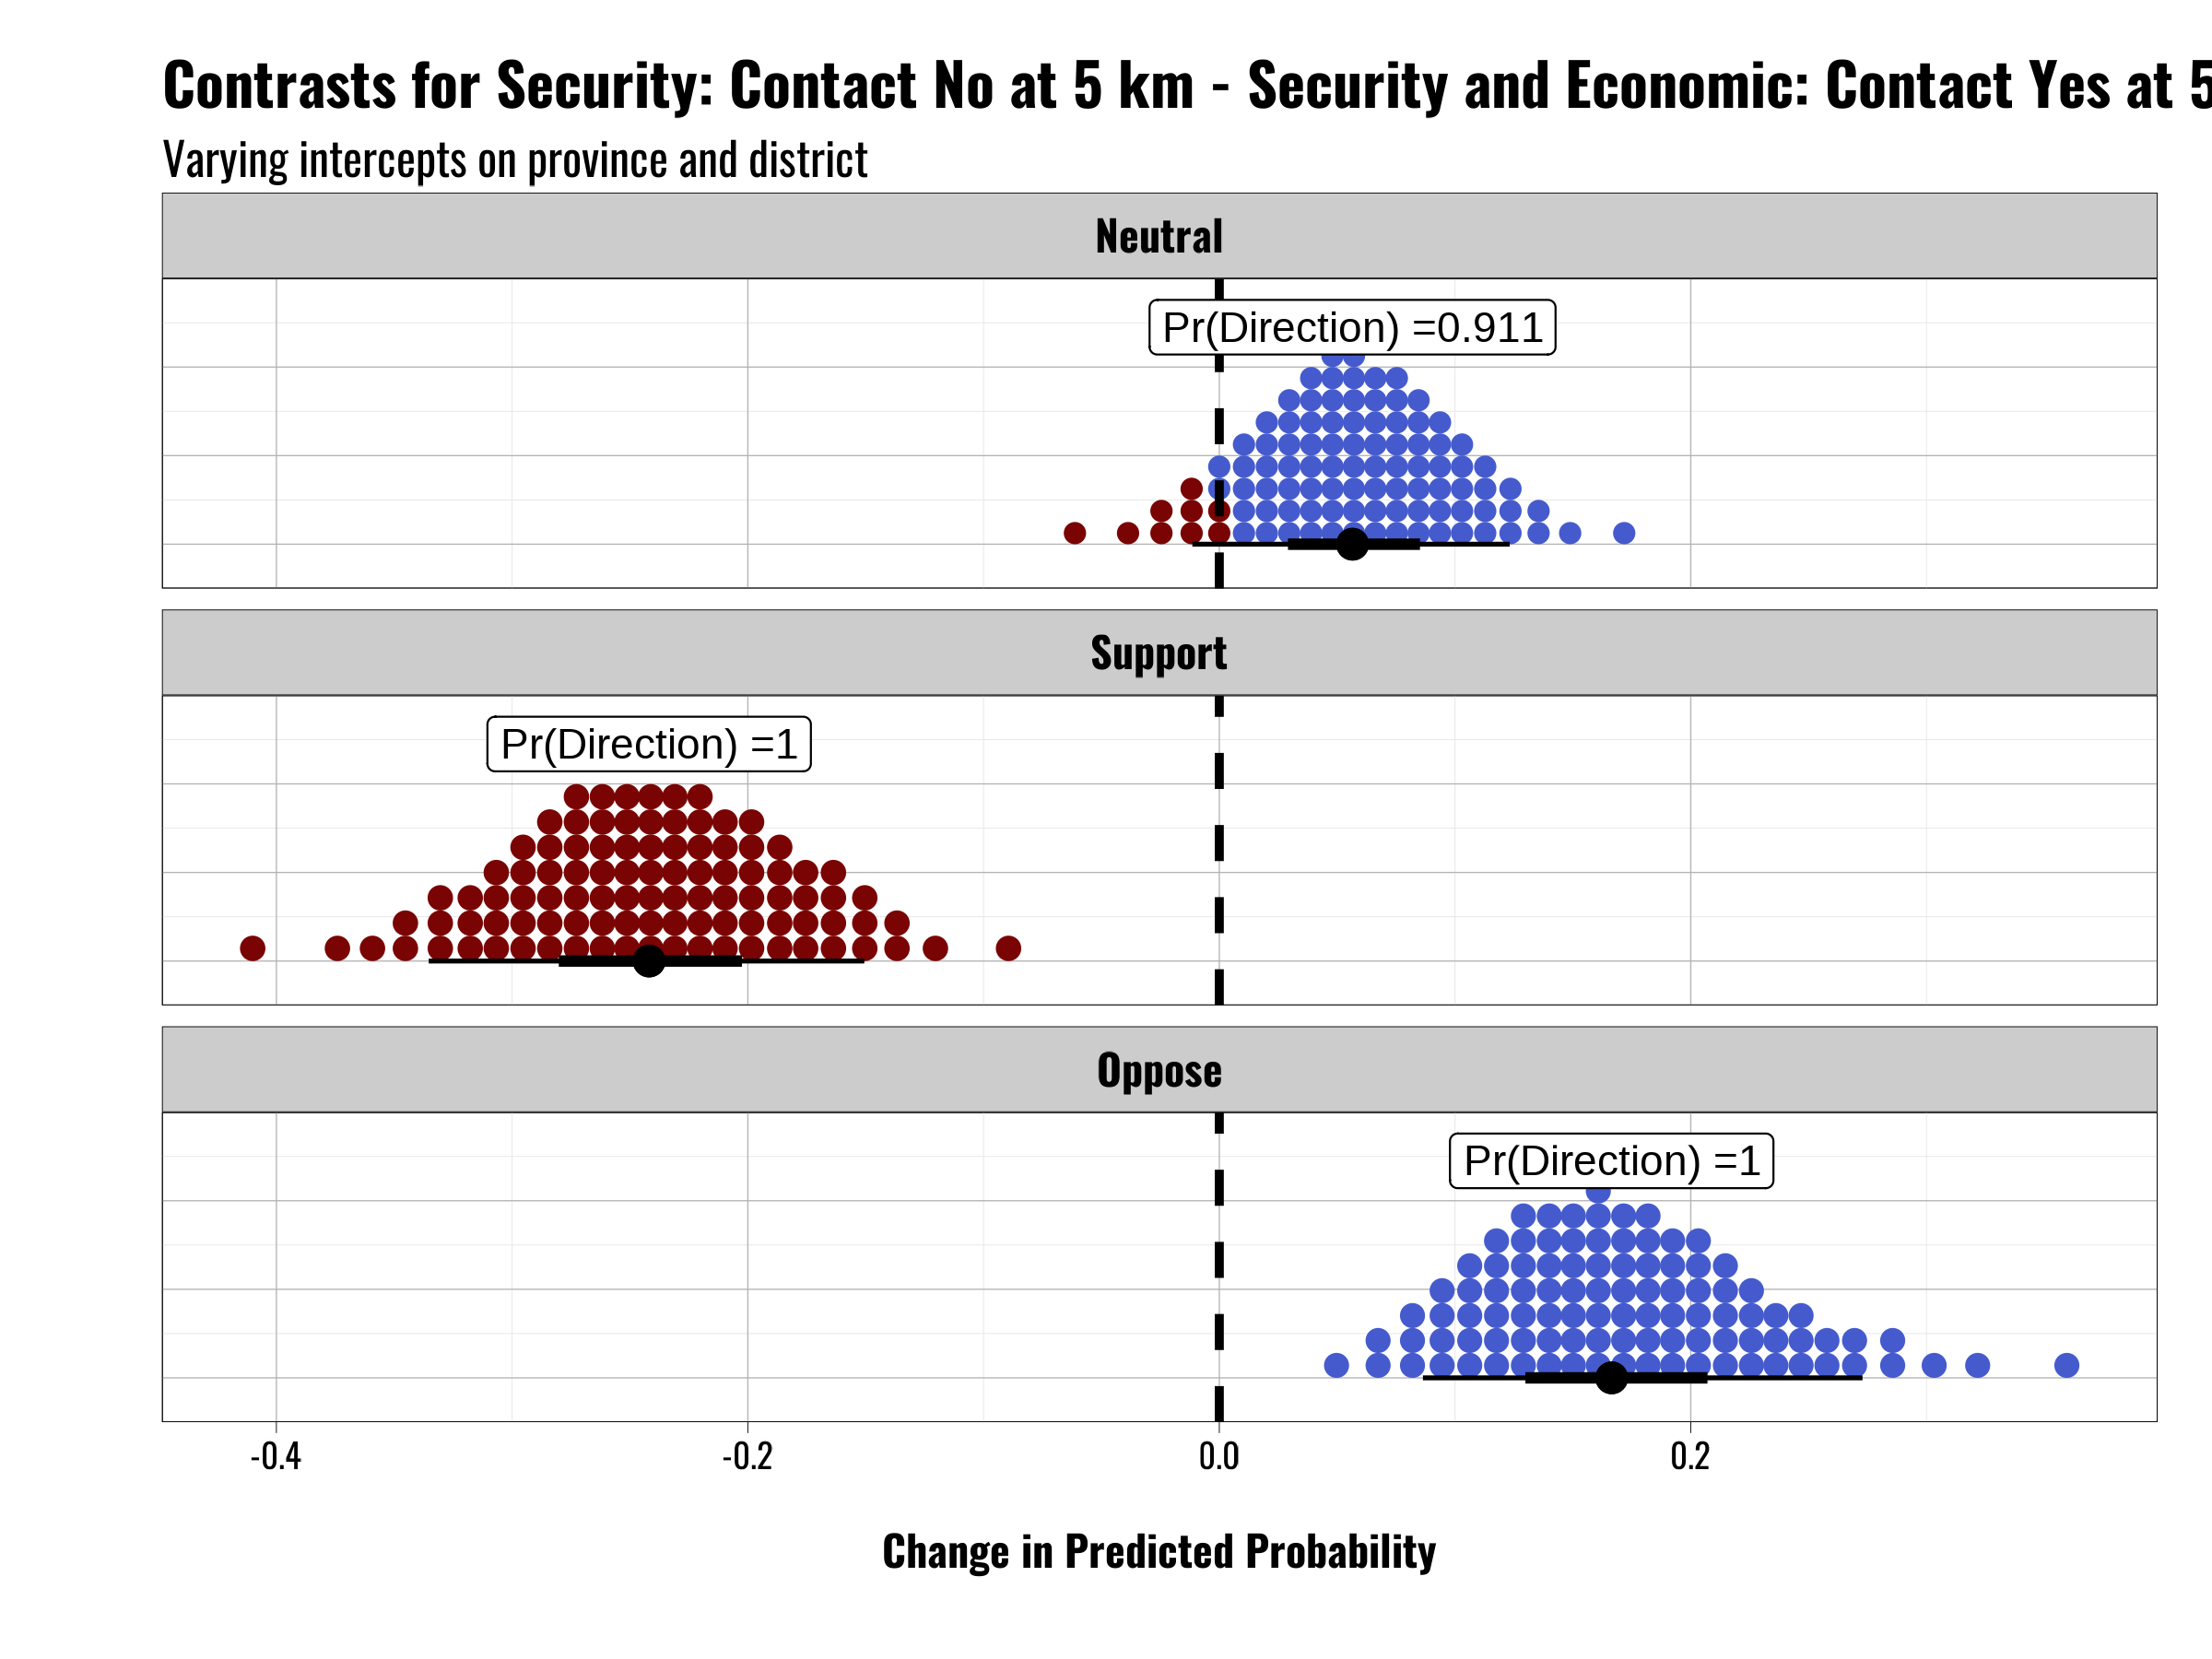 Contrasts for Security: Contact No at 5 km - Security and Economic: Contact Yes at 5
Varying intercepts on province and district
Neutral
Pr(Direction) =0.911
Support
Pr(Direction) =1
Oppose
Pr(Direction) =1
-0.4 -0.2 0.0 0.2
Change in Predicted Probability